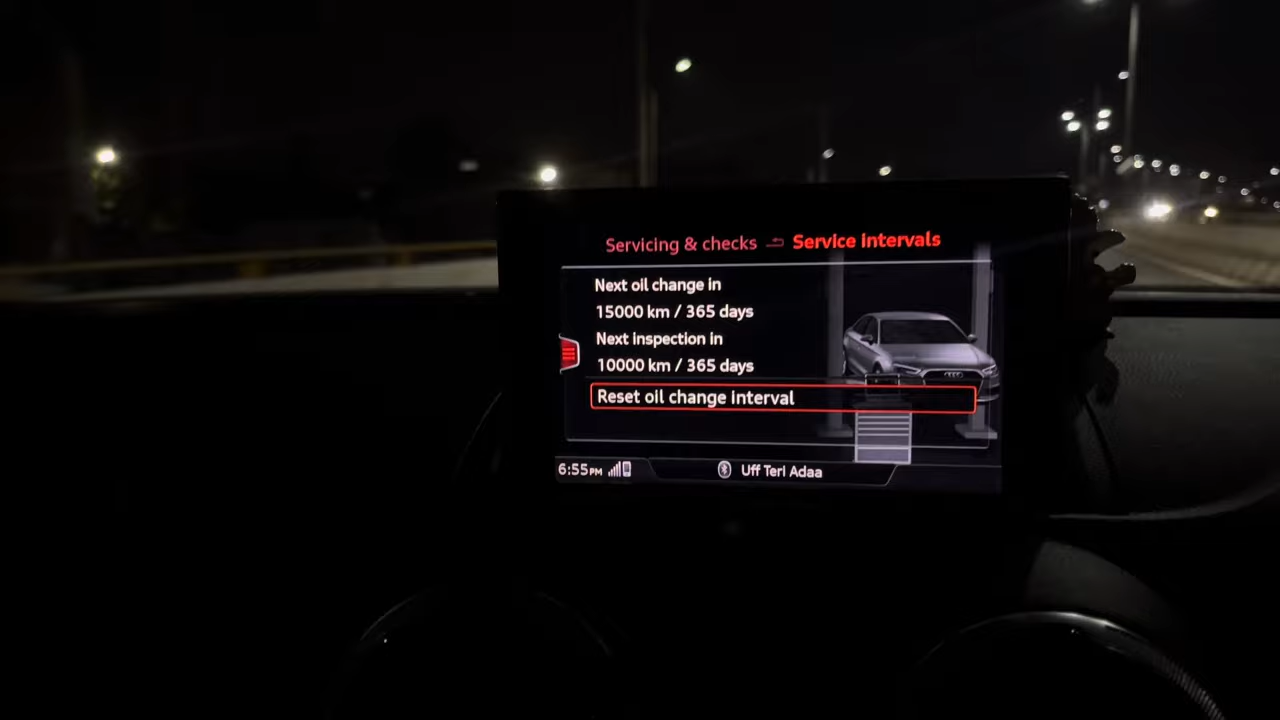 Servicing & checks Service intervals
Next oil change in
15000 km / 365 days
Next inspection in
10000 km / 365 days
Reset oil change interval
6:55PM Uff Teri Adaa